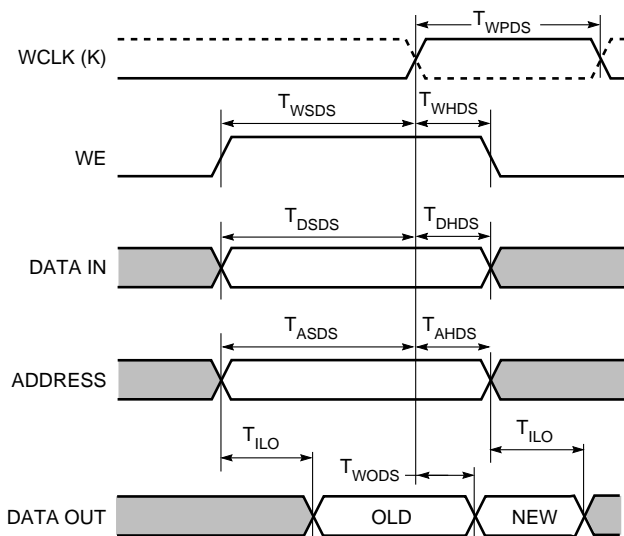 T_WPDS
WCLK (K)
T_WSDS T_WHDS
WE
T_DSDS T_DHDS
DATA IN
T_ASDS T_AHDS
ADDRESS
T_ILO T_ILO
T_WODS
DATA OUT OLD NEW